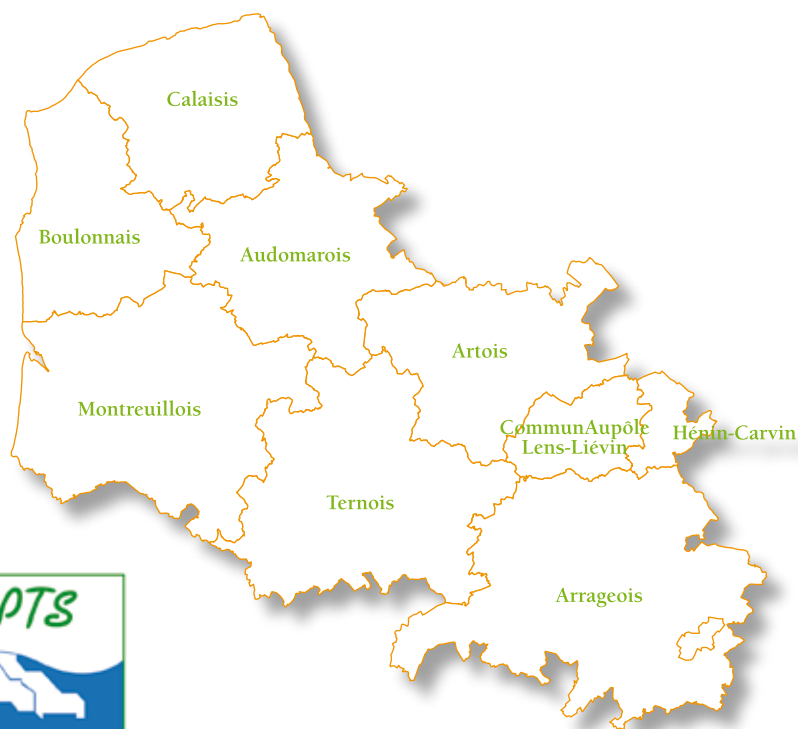 Calaisis
Boulonnais
Audomarois
Artois
Montreuillois
CommunAupôle
Lens-Liévin
Hénin-Carvin
Ternois
Arrageois
PTS